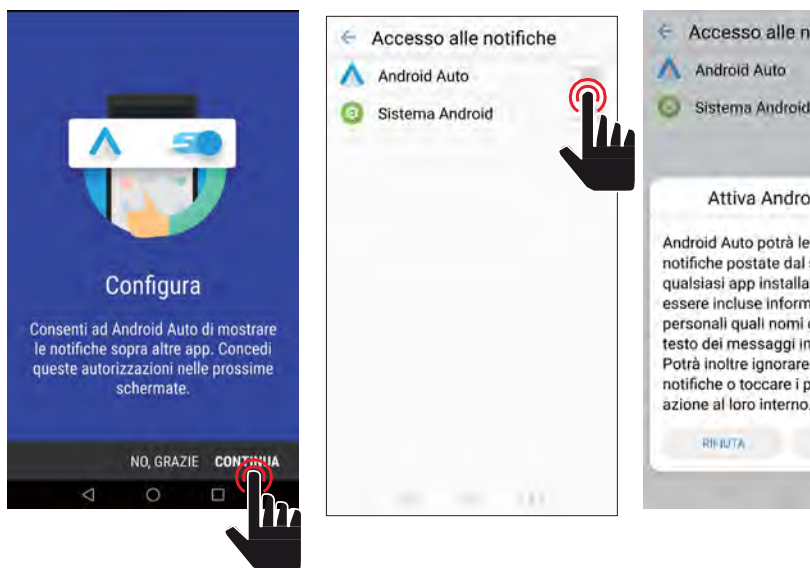 Configura
Consenti ad Android Auto di mostrare
le notifiche sopra altre app. Concedi
queste autorizzazioni nelle prossime
schermate.
NO, GRAZIE CONTINUA
Accesso alle notifiche
Android Auto
Sistema Android
Accesso alle n
Android Auto
Sistema Android
Attiva Andro
Android Auto potrà le
notifiche postate dal
qualsiasi app installa
essere incluse inform
personali quali nomi
testo dei messaggi in
Potrà inoltre ignorare
notifiche o toccare i p
azione al loro interno.
RIFIUTA